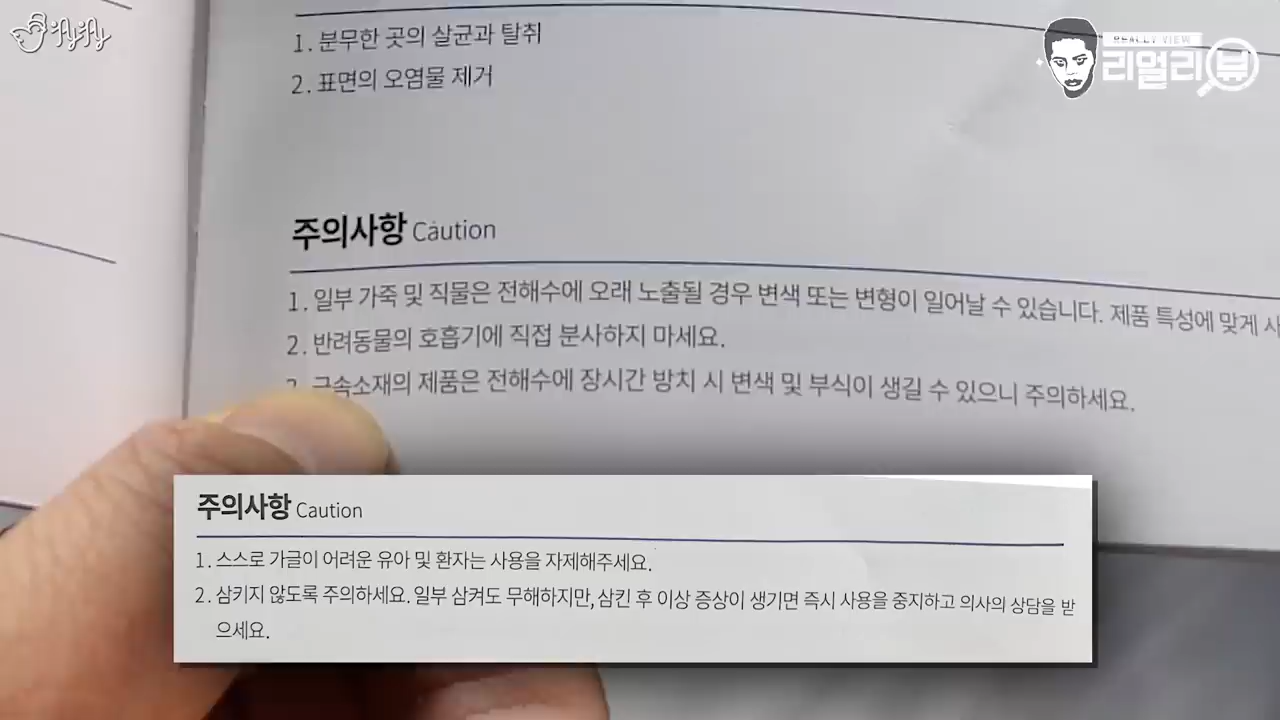 REALLY VIEW
리얼리뷰
1. 분무한 곳의 살균과 탈취
2. 표면의 오염물 제거
주의사항 Caution
1. 일부 가죽 및 직물은 전해수에 오래 노출될 경우 변색 또는 변형이 일어날 수 있습니다. 제품 특성에 맞게
2. 반려동물의 호흡기에 직접 분사하지 마세요.
금속소재의 제품은 전해수에 장시간 방치 시 변색 및 부식이 생길 수 있으니 주의하세요.
주의사항 Caution
1. 스스로 가글이 어려운 유아 및 환자는 사용을 자제해주세요.
2. 삼키지 않도록 주의하세요. 일부 삼켜도 무해하지만, 삼킨 후 이상 증상이 생기면 즉시 사용을 중지하고 의사의 상담을 받
으세요.